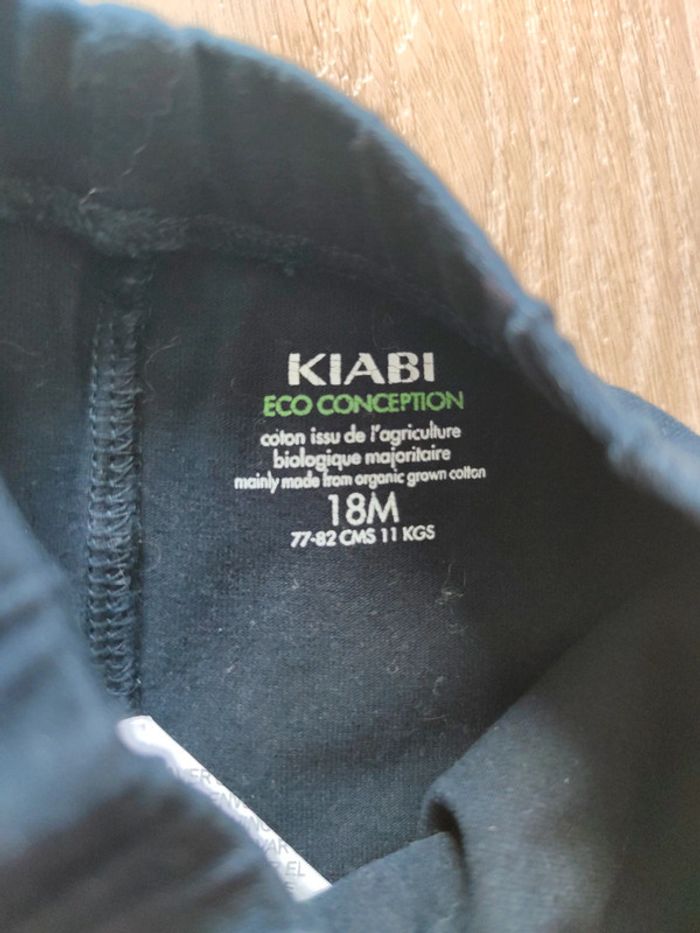 KIABI
ECO CONCEPTION
coton issu de l'agriculture
biologique majoritaire
mainly made from organic grown cotton
18M
77-82 CMS 11 KGS